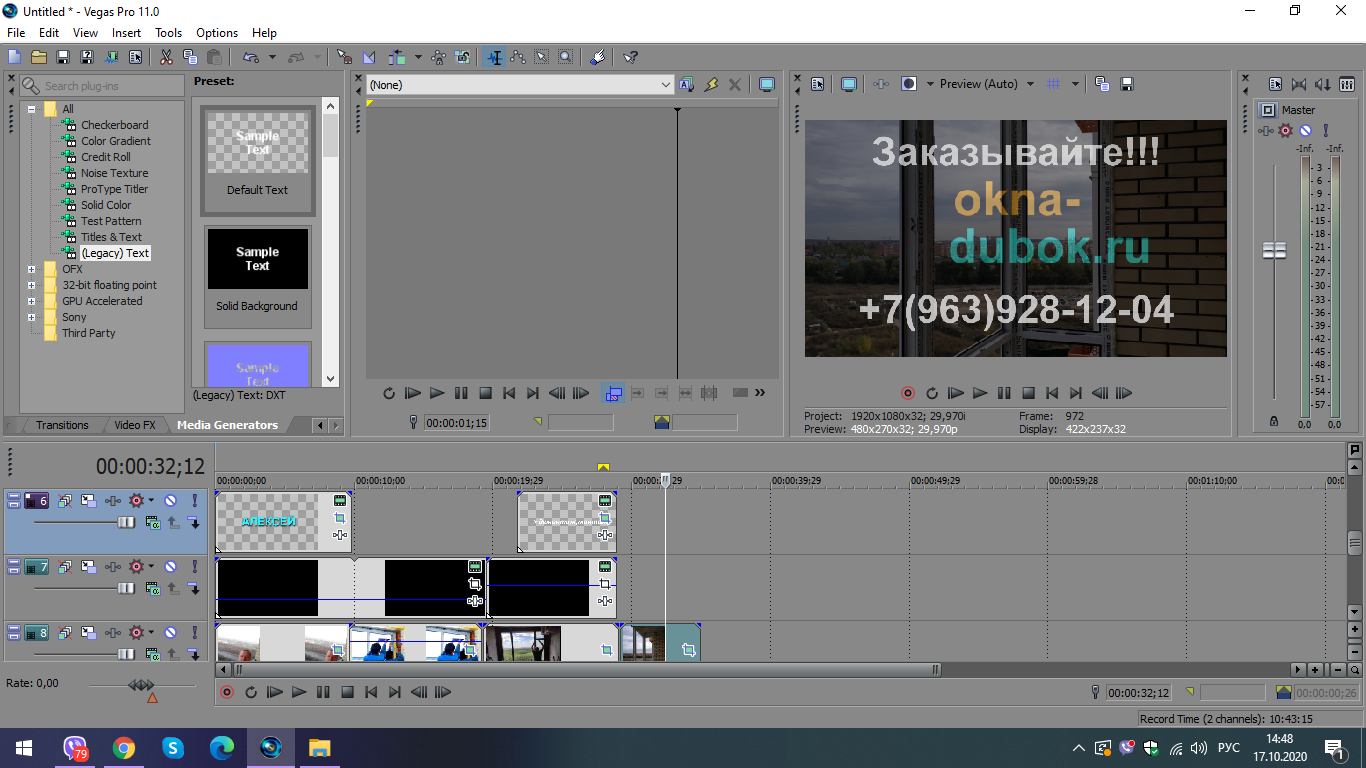 Untitled * - Vegas Pro 11.0
File Edit View Insert Tools Options Help
Search plug-ins
All
Checkerboard
Color Gradient
Credit Roll
Noise Texture
ProType Titler
Solid Color
Test Pattern
Titles & Text
(Legacy) Text
OFX
32-bit floating point
GPU Accelerated
Sony
Third Party
Preset:
Sample
Text
Default Text
Sample
Text
Solid Background
Sample
Text
(Legacy) Text: DXT
Transitions Video FX Media Generators
(None)
00:00:01;15
Preview (Auto)
Заказывайте!!!
okna-
dubok.ru
+7(963)928-12-04
Project: 1920x1080x32; 29,970i
Frame: 972
Preview: 480x270x32; 29,970p
Display: 422x237x32
Master
-Inf. -Inf.
- 3 -
- 6 -
- 9 -
- 12 -
- 15 -
- 18 -
- 21 -
- 24 -
- 27 -
- 30 -
- 33 -
- 36 -
- 39 -
- 42 -
- 45 -
- 48 -
- 51 -
- 54 -
- 57 -
0,0 0,0
00:00:32;12
00:00:00;00 00:00:10;00 00:00:19;29 00:00:29;29 00:00:39;29 00:00:49;29 00:00:59;28 00:01:10;00
6
АЛЕКСЕЙ
7
8
Rate: 0,00
00:00:32;12
00:00:00;26
Record Time (2 channels): 10:43:15
79
РУС
14:48
17.10.2020
1